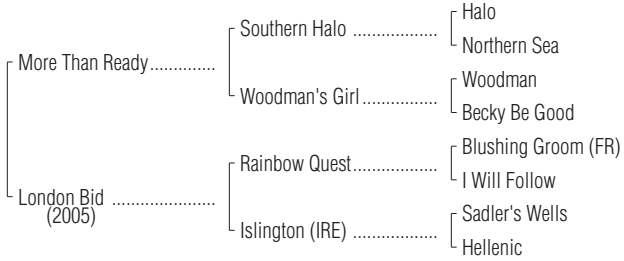 Halo
Southern Halo
Northern Sea
More Than Ready
Woodman
Woodman's Girl
Becky Be Good
Blushing Groom (FR)
Rainbow Quest
I Will Follow
London Bid
(2005)
Sadler's Wells
Islington (IRE)
Hellenic